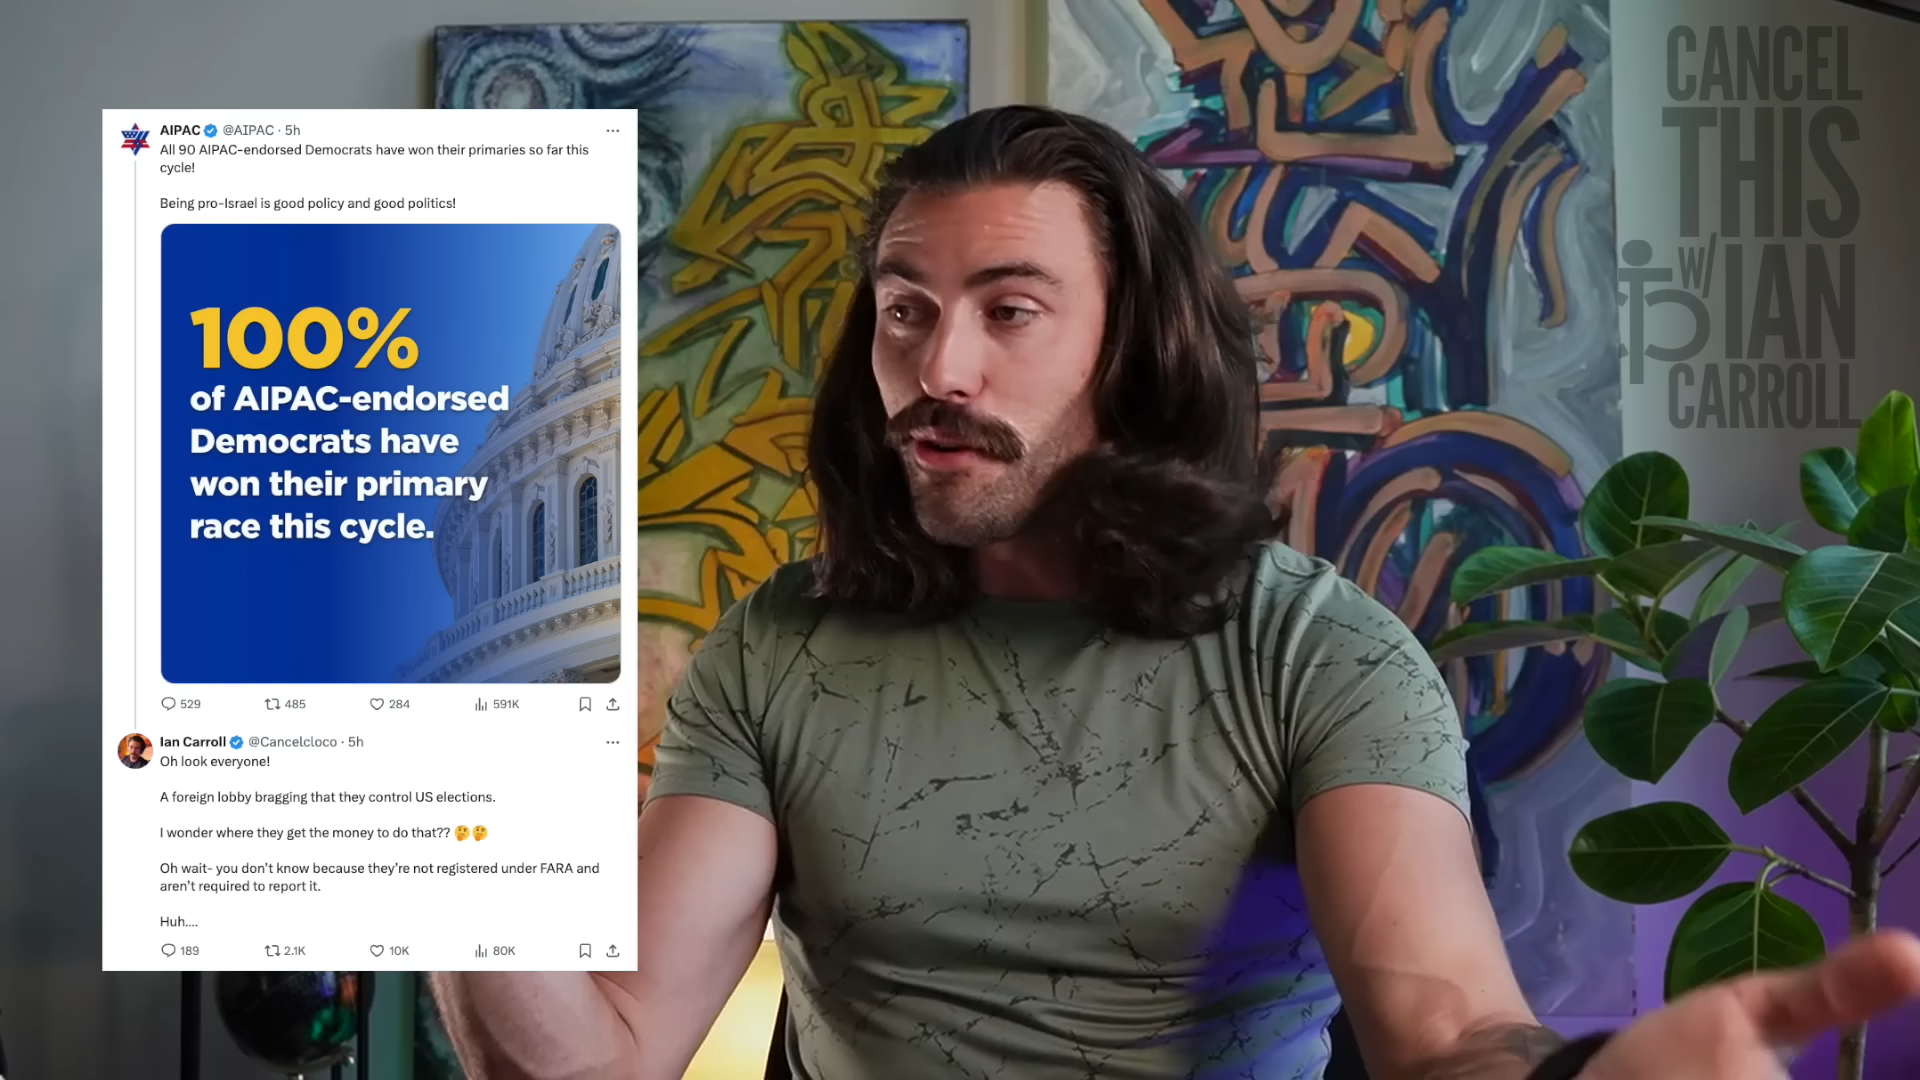 AIPAC @AIPAC · 5h
All 90 AIPAC-endorsed Democrats have won their primaries so far this
cycle!
Being pro-Israel is good policy and good politics!
100%
of AIPAC-endorsed
Democrats have
won their primary
race this cycle.
529 485 284 591K
Ian Carroll @Cancelcloco · 5h
Oh look everyone!
A foreign lobby bragging that they control US elections.
I wonder where they get the money to do that?? 🤔🤔
Oh wait- you don't know because they're not registered under FARA and
aren't required to report it.
Huh....
189 2.1K 10K 80K
CANCEL
THIS
W/ IAN
CARROLL